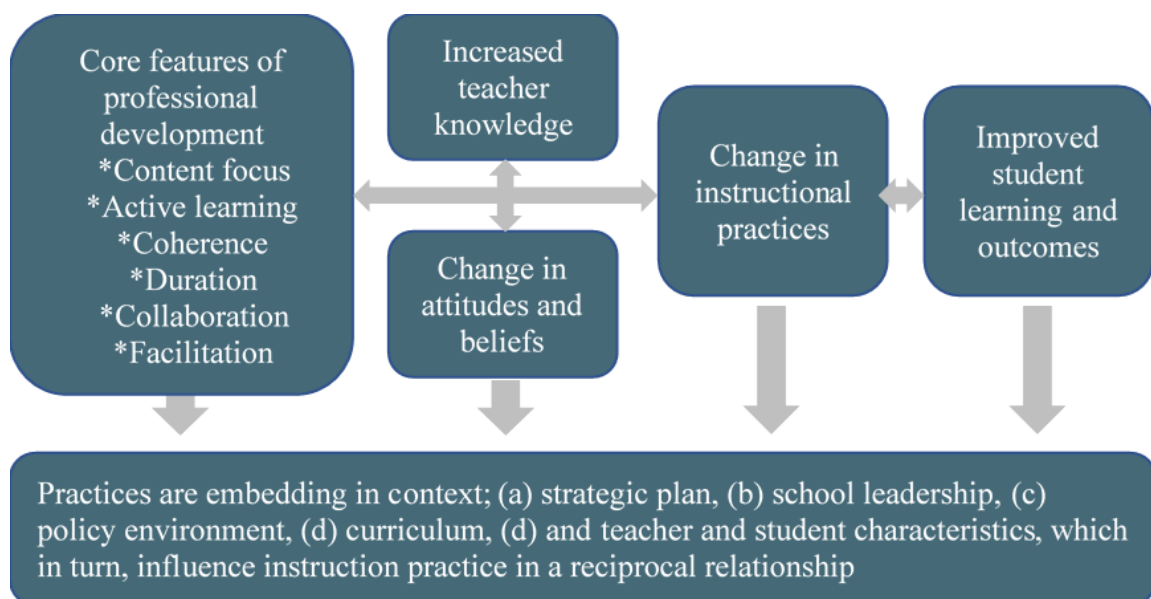 Core features of
professional
development
*Content focus
*Active learning
*Coherence
*Duration
*Collaboration
*Facilitation
Increased
teacher
knowledge
Change in
attitudes and
beliefs
Change in
instructional
practices
Improved
student
learning and
outcomes
Practices are embedding in context; (a) strategic plan, (b) school leadership, (c)
policy environment, (d) curriculum, (d) and teacher and student characteristics, which
in turn, influence instruction practice in a reciprocal relationship